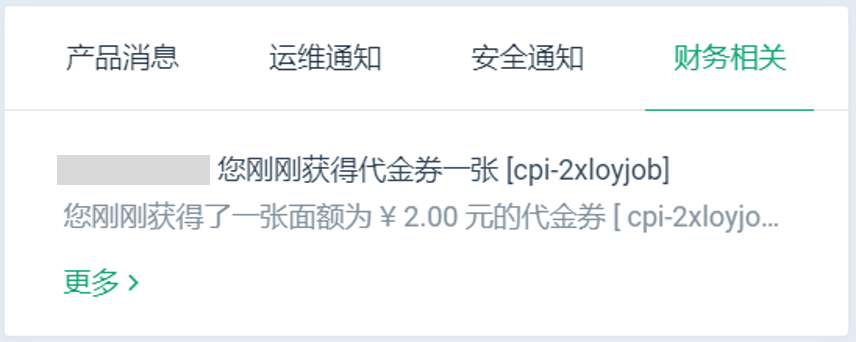 产品消息 运维通知 安全通知 财务相关
您刚刚获得代金券一张 [cpi-2xloyjob]
您刚刚获得了一张面额为 ¥ 2.00 元的代金券 [ cpi-2xloyjo...
更多 >